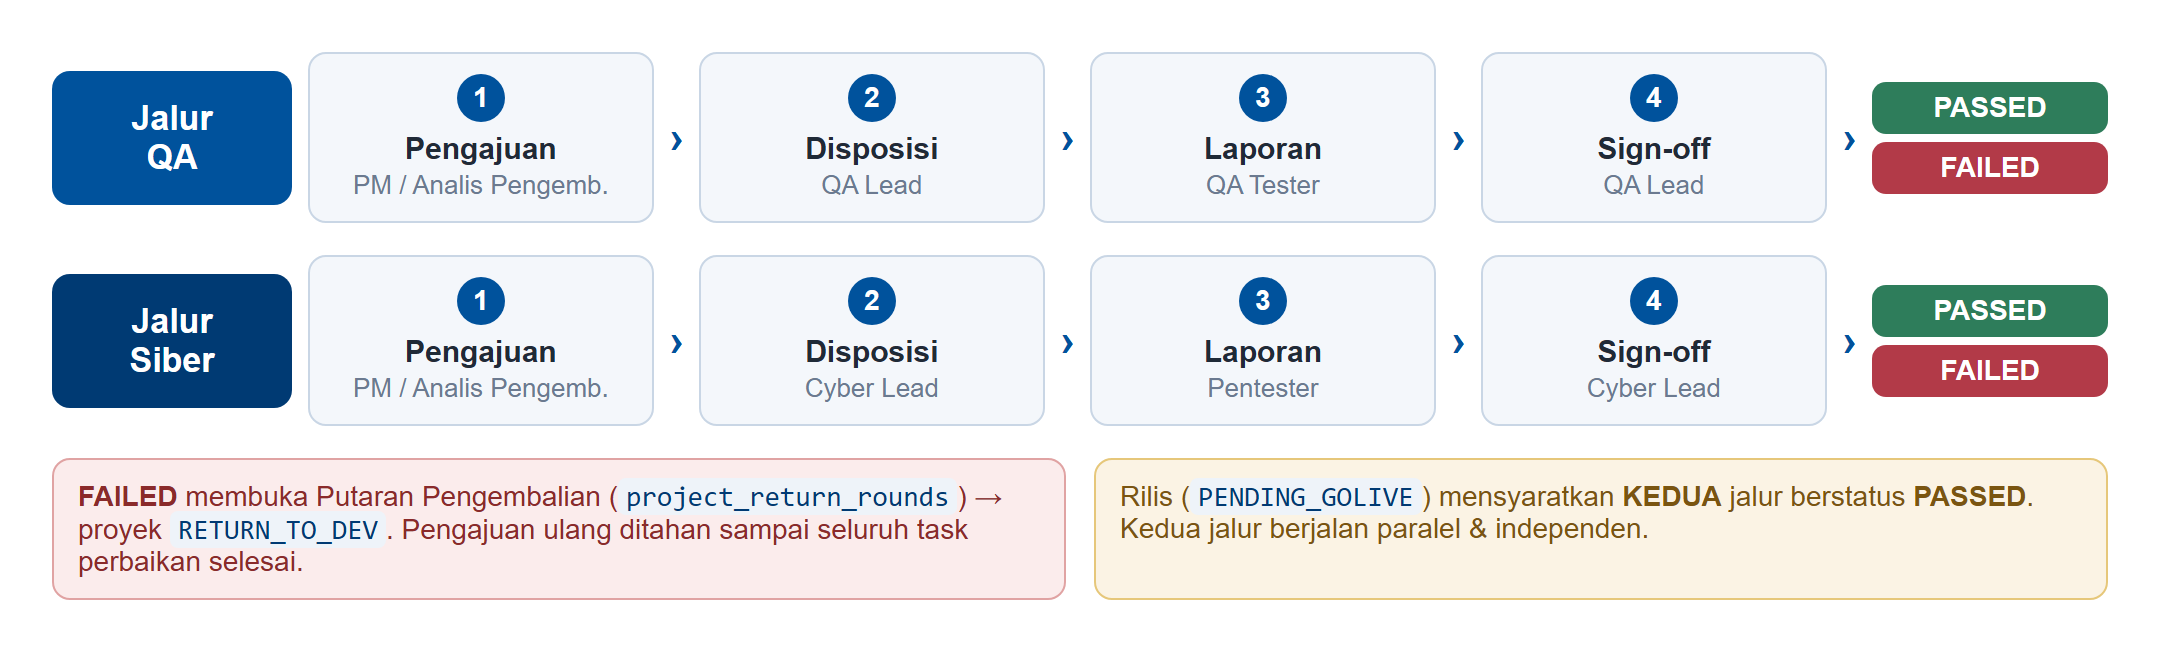 Jalur
QA
1
Pengajuan
PM / Analis Pengemb.
›
2
Disposisi
QA Lead
›
3
Laporan
QA Tester
›
4
Sign-off
QA Lead
›
PASSED
FAILED
Jalur
Siber
1
Pengajuan
PM / Analis Pengemb.
›
2
Disposisi
Cyber Lead
›
3
Laporan
Pentester
›
4
Sign-off
Cyber Lead
›
PASSED
FAILED
FAILED membuka Putaran Pengembalian ( project_return_rounds ) →
proyek RETURN_TO_DEV . Pengajuan ulang ditahan sampai seluruh task
perbaikan selesai.
Rilis ( PENDING_GOLIVE ) mensyaratkan KEDUA jalur berstatus PASSED.
Kedua jalur berjalan paralel & independen.